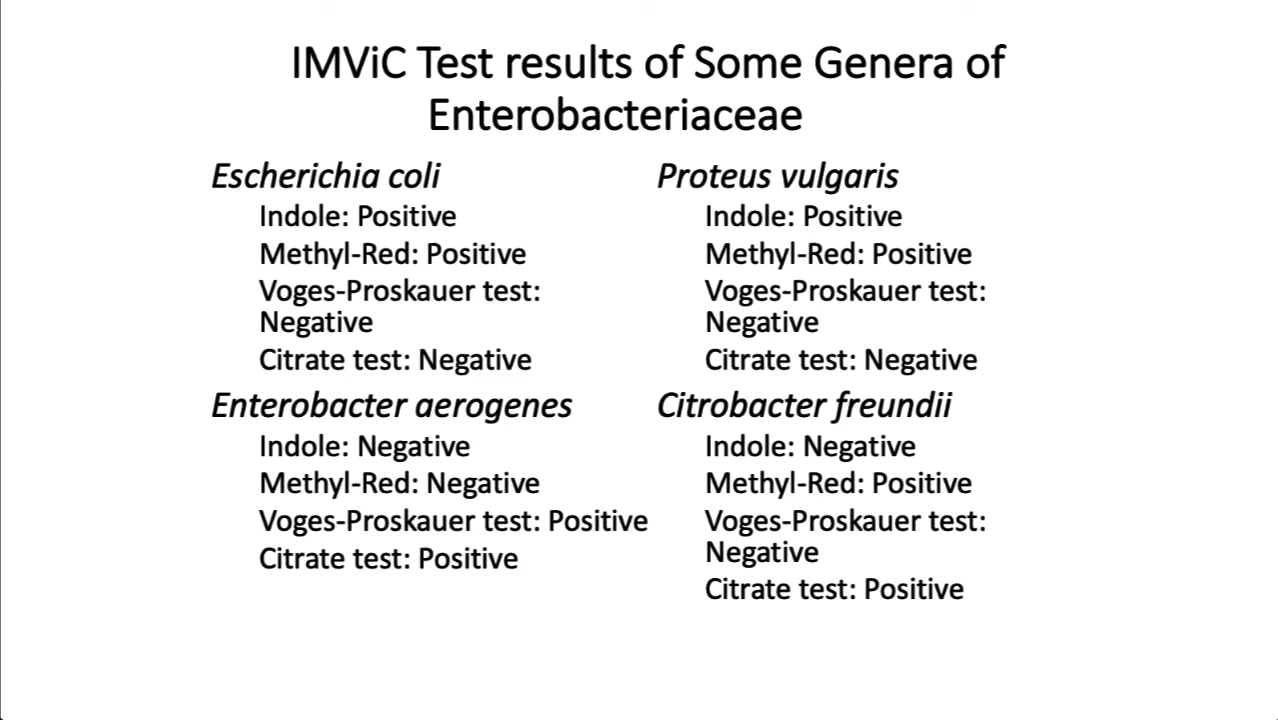 IMViC Test results of Some Genera of
Enterobacteriaceae
Escherichia coli
Indole: Positive
Methyl-Red: Positive
Voges-Proskauer test:
Negative
Citrate test: Negative
Enterobacter aerogenes
Indole: Negative
Methyl-Red: Negative
Voges-Proskauer test: Positive
Citrate test: Positive
Proteus vulgaris
Indole: Positive
Methyl-Red: Positive
Voges-Proskauer test:
Negative
Citrate test: Negative
Citrobacter freundii
Indole: Negative
Methyl-Red: Positive
Voges-Proskauer test:
Negative
Citrate test: Positive